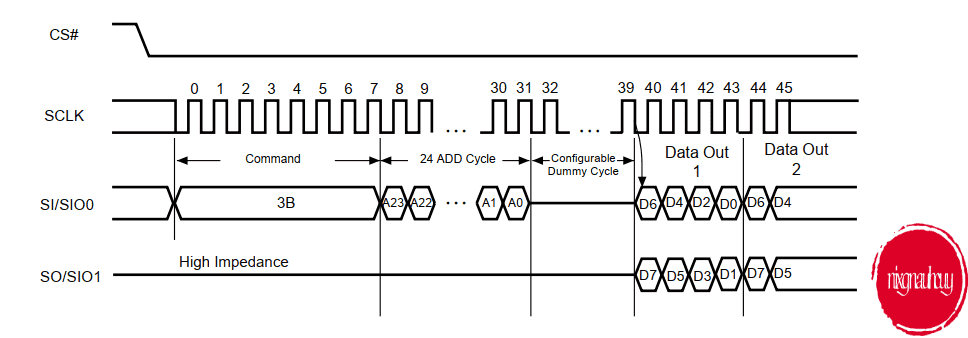 CS#
0 1 2 3 4 5 6 7 8 9 30 31 32 39 40 41 42 43 44 45
SCLK
... ...
Command 24 ADD Cycle Configurable Dummy Cycle Data Out 1 Data Out 2
SI/SIO0 3B A23 A22 ... A1 A0 D6 D4 D2 D0 D6 D4
High Impedance
SO/SIO1 D7 D5 D3 D1 D7 D5